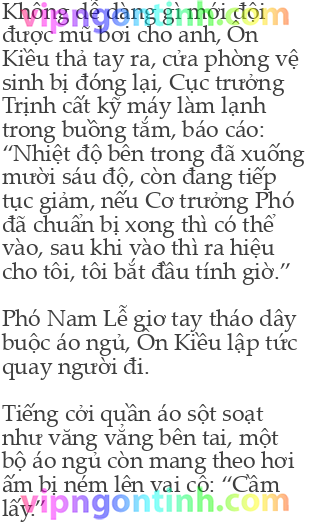 Không dễ dàng gì mới đội
được mũ bơi cho anh, Ôn
Kiều thả tay ra, cửa phòng vệ
sinh bị đóng lại, Cục trưởng
Trịnh cất kỹ máy làm lạnh
trong buồng tắm, báo cáo:
“Nhiệt độ bên trong đã xuống
mười sáu độ, còn đang tiếp
tục giảm, nếu Cơ trưởng Phó
đã chuẩn bị xong thì có thể
vào, sau khi vào thì ra hiệu
cho tôi, tôi bắt đầu tính giờ.”
Phó Nam Lễ giơ tay tháo dây
buộc áo ngủ, Ôn Kiều lập tức
quay người đi.
Tiếng cởi quần áo sột soạt
như văng vẳng bên tai, một
bộ áo ngủ còn mang theo hơi
ấm bị ném lên vai cô: “Cầm
lấy.”
vipngontinh.com
vipngontinh.com